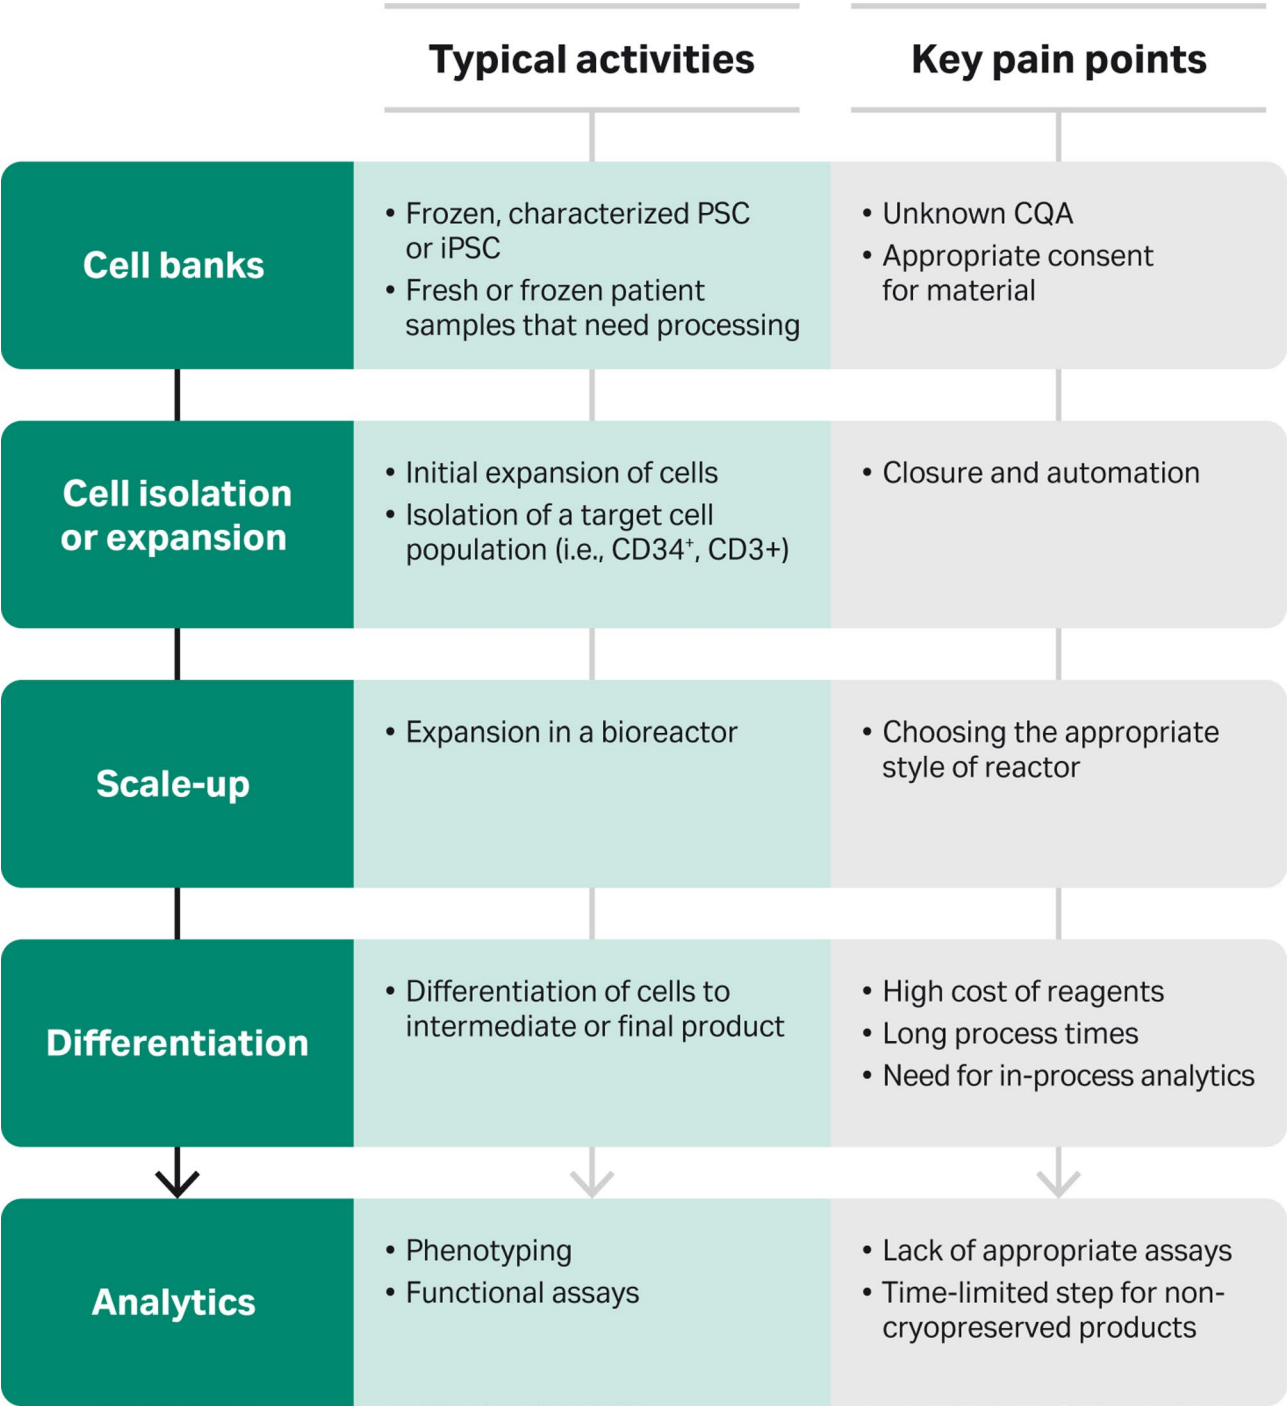 Typical activities
Key pain points
Cell banks
• Frozen, characterized PSC
or iPSC
• Fresh or frozen patient
samples that need processing
• Unknown CQA
• Appropriate consent
for material
Cell isolation
or expansion
• Initial expansion of cells
• Isolation of a target cell
population (i.e., CD34⁺, CD3+)
• Closure and automation
Scale-up
• Expansion in a bioreactor
• Choosing the appropriate
style of reactor
Differentiation
• Differentiation of cells to
intermediate or final product
• High cost of reagents
• Long process times
• Need for in-process analytics
Analytics
• Phenotyping
• Functional assays
• Lack of appropriate assays
• Time-limited step for non-
cryopreserved products